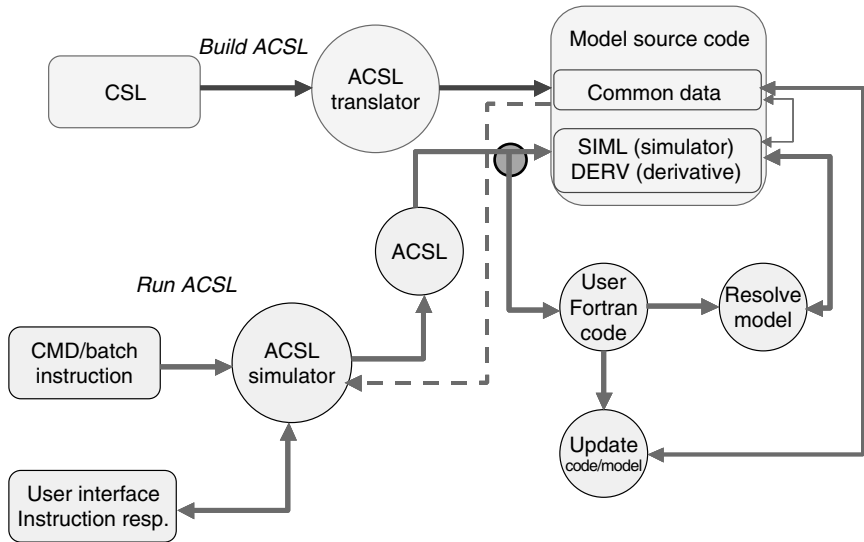 Build ACSL
CSL
ACSL
translator
Model source code
Common data
SIML (simulator)
DERV (derivative)
ACSL
Run ACSL
CMD/batch
instruction
ACSL
simulator
User
Fortran
code
Resolve
model
Update
code/model
User interface
Instruction resp.